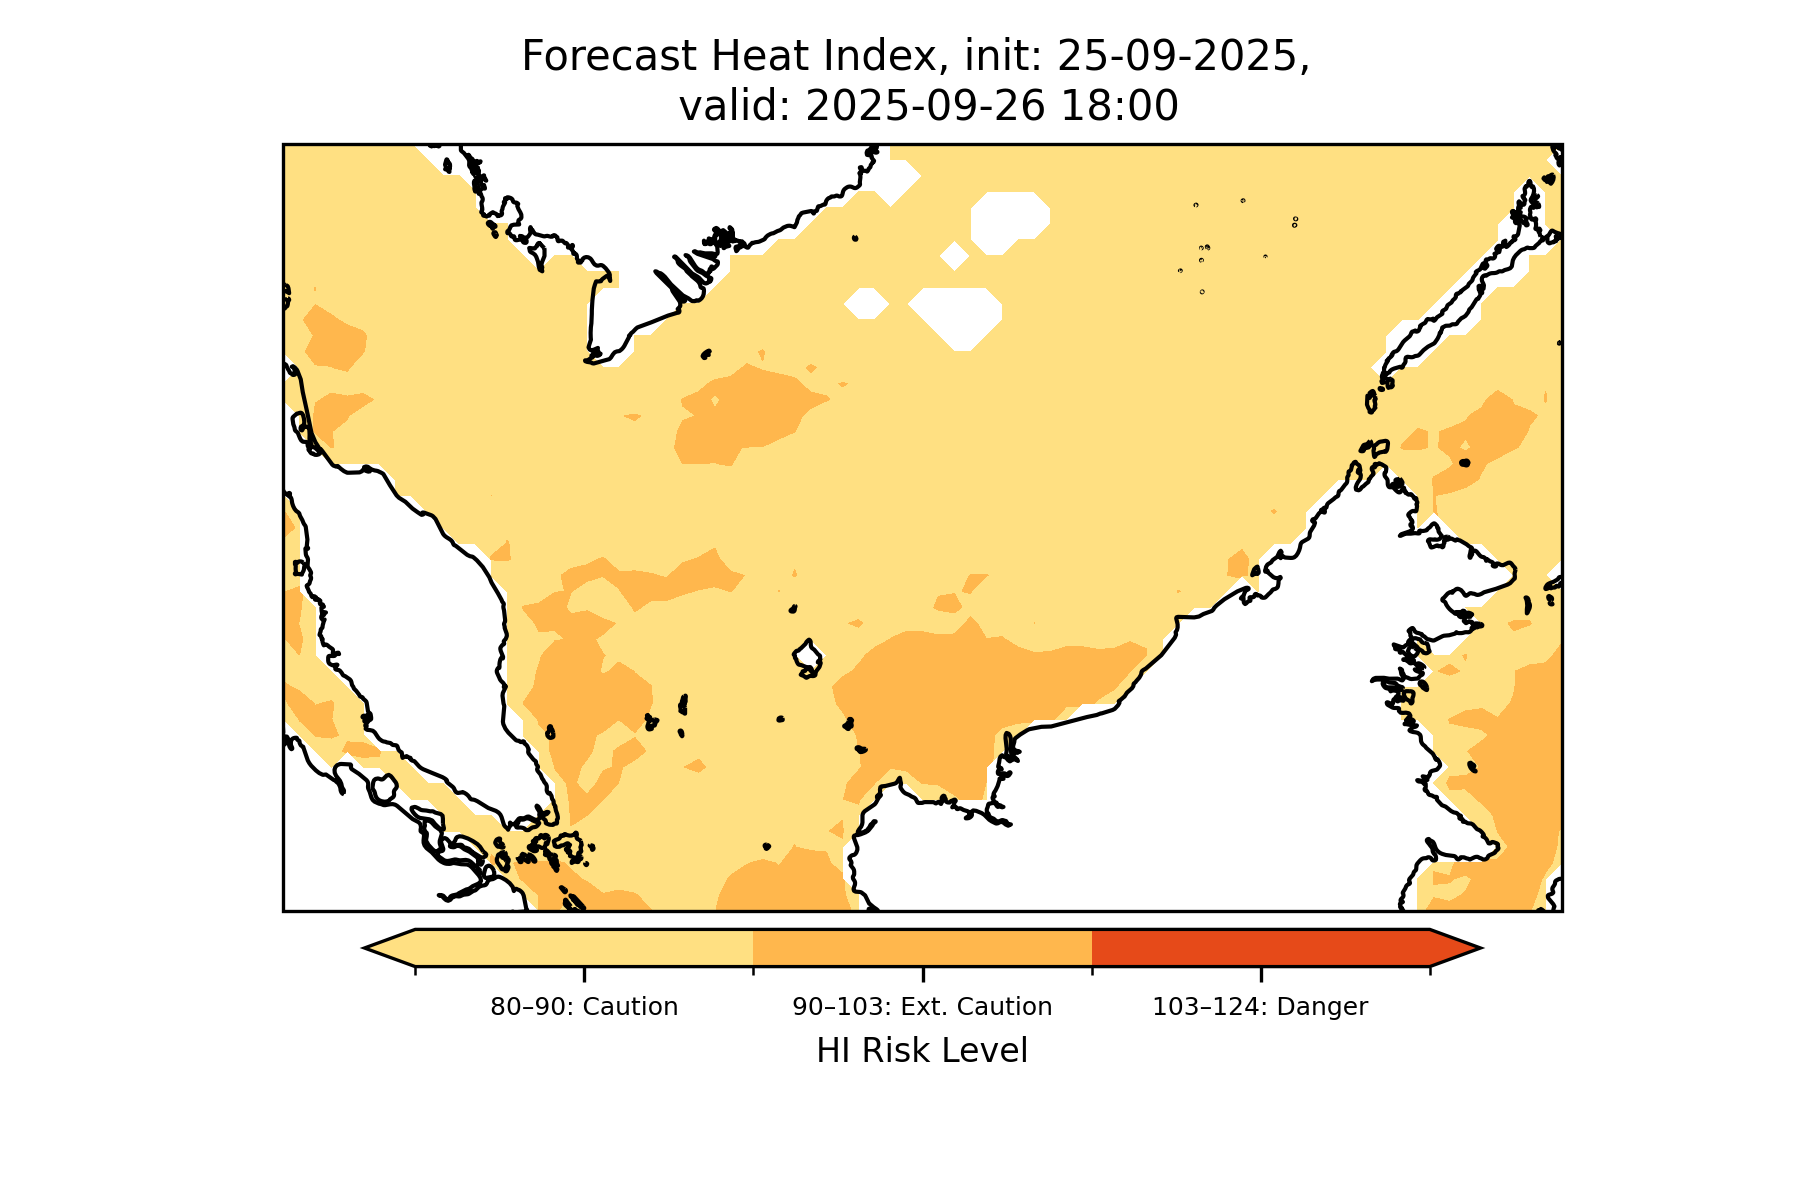 Forecast Heat Index, init: 25-09-2025,
valid: 2025-09-26 18:00
80–90: Caution
90–103: Ext. Caution
103–124: Danger
HI Risk Level